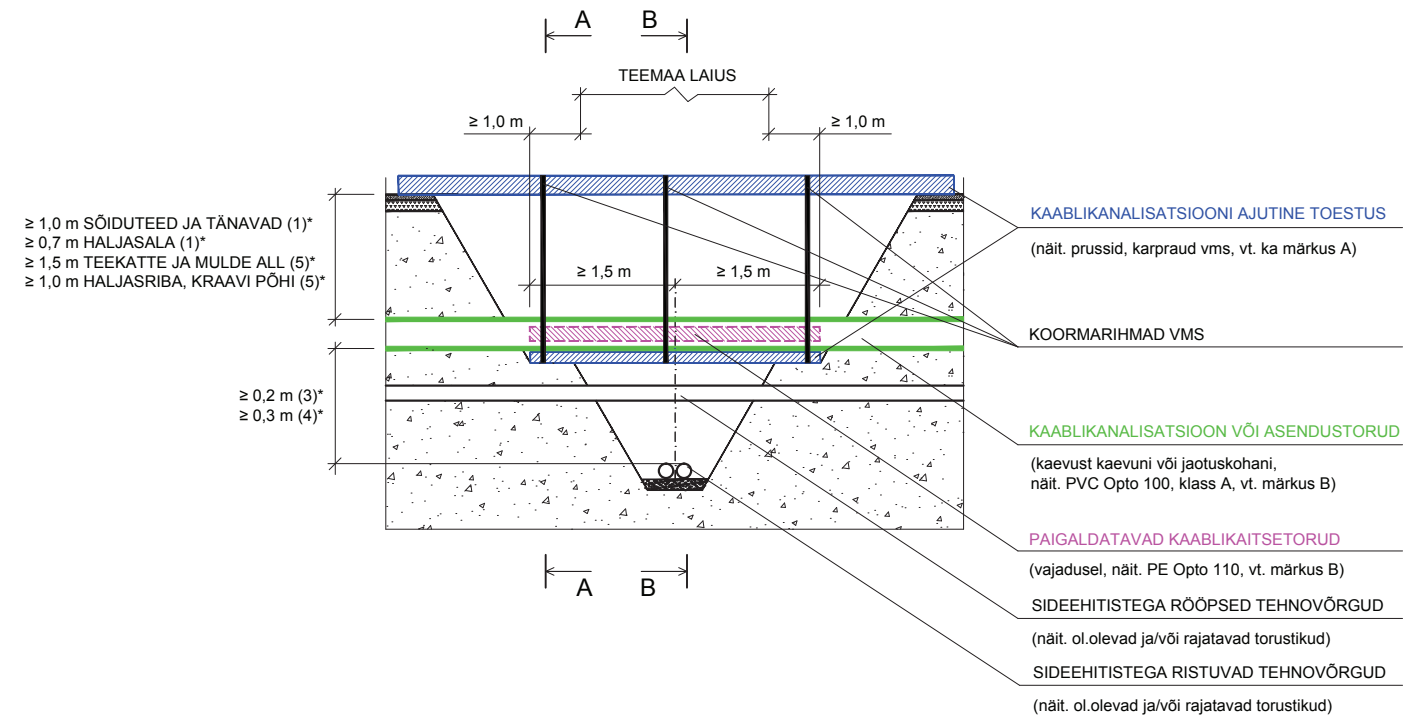 A B
TEEMAA LAIUS
≥ 1,0 m
≥ 1,0 m
≥ 1,0 m SÕIDUTEED JA TÄNAVAD (1)*
≥ 0,7 m HALJASALA (1)*
≥ 1,5 m TEEKATTE JA MULDE ALL (5)*
≥ 1,0 m HALJASRIBA, KRAAVI PÕHI (5)*
≥ 1,5 m
≥ 1,5 m
≥ 0,2 m (3)*
≥ 0,3 m (4)*
KAABLIKANALISATSIOONI AJUTINE TOESTUS
(näit. prussid, karpraud vms, vt. ka märkus A)
KOORMARIHMAD VMS
KAABLIKANALISATSIOON VÕI ASENDUSTORUD
(kaevust kaevuni või jaotuskohani,
näit. PVC Opto 100, klass A, vt. märkus B)
PAIGALDATAVAD KAABLIKAITSETORUD
(vajadusel, näit. PE Opto 110, vt. märkus B)
SIDEEHITISTEGA RÖÖPSED TEHNOVÕRGUD
(näit. ol.olevad ja/või rajatavad torustikud)
SIDEEHITISTEGA RISTUVAD TEHNOVÕRGUD
(näit. ol.olevad ja/või rajatavad torustikud)
A B